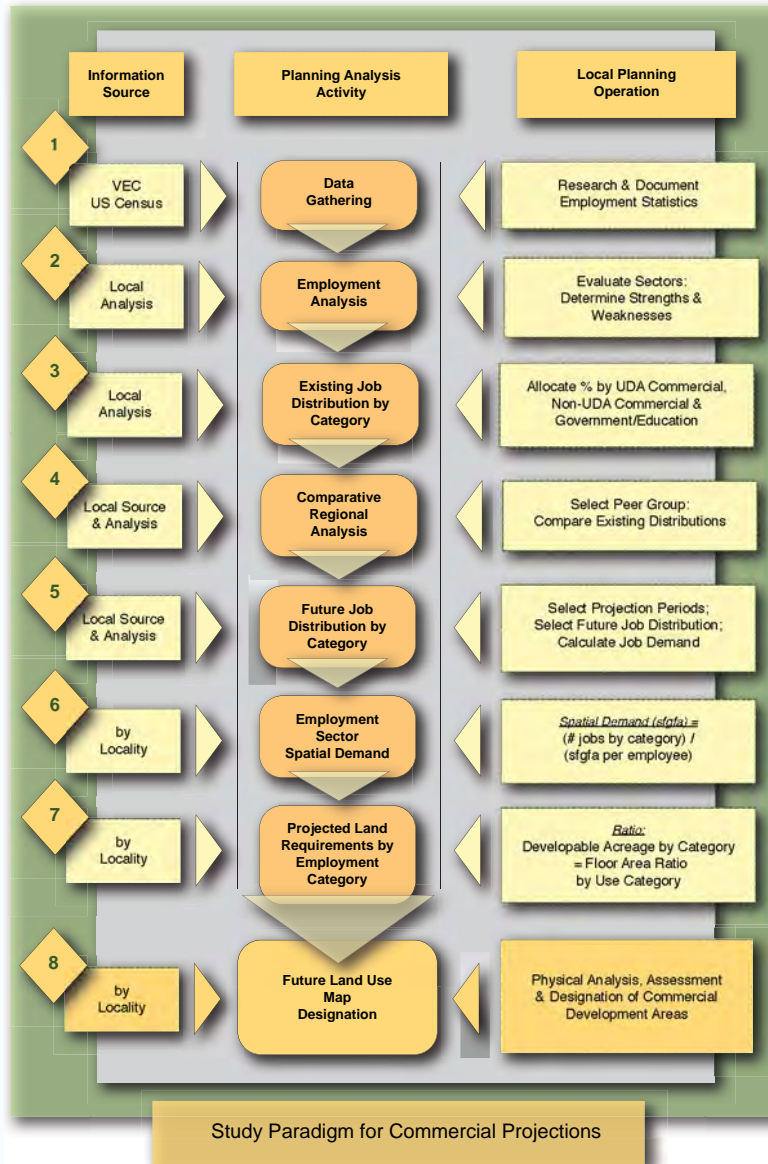 Information
Source
Planning Analysis
Activity
Local Planning
Operation
1
VEC
US Census
Data
Gathering
Research & Document
Employment Statistics
2
Local
Analysis
Employment
Analysis
Evaluate Sectors:
Determine Strengths &
Weaknesses
3
Local
Analysis
Existing Job
Distribution by
Category
Allocate % by UDA Commercial,
Non-UDA Commercial &
Government/Education
4
Local Source
& Analysis
Comparative
Regional
Analysis
Select Peer Group:
Compare Existing Distributions
5
Local Source
& Analysis
Future Job
Distribution by
Category
Select Projection Periods;
Select Future Job Distribution;
Calculate Job Demand
6
by
Locality
Employment
Sector
Spatial Demand
Spatial Demand (sfgfa) =
(# jobs by category) /
(sfgfa per employee)
7
by
Locality
Projected Land
Requirements by
Employment
Category
Ratio:
Developable Acreage by Category
= Floor Area Ratio
by Use Category
8
by
Locality
Future Land Use
Map
Designation
Physical Analysis, Assessment
& Designation of Commercial
Development Areas
Study Paradigm for Commercial Projections